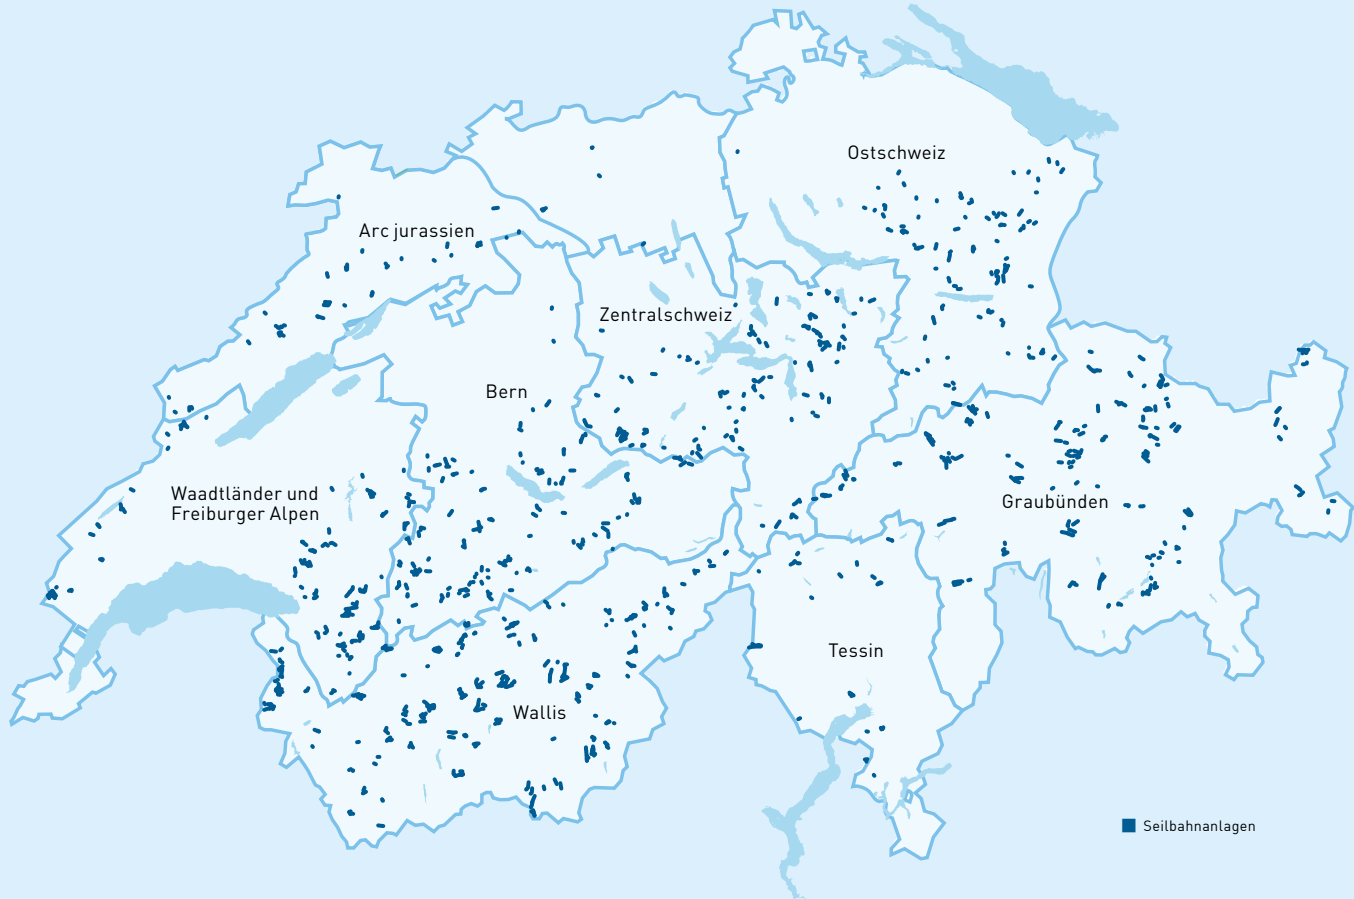 Ostschweiz
Arc jurassien
Zentralschweiz
Bern
Waadtländer und
Freiburger Alpen
Graubünden
Tessin
Wallis
Seilbahnanlagen